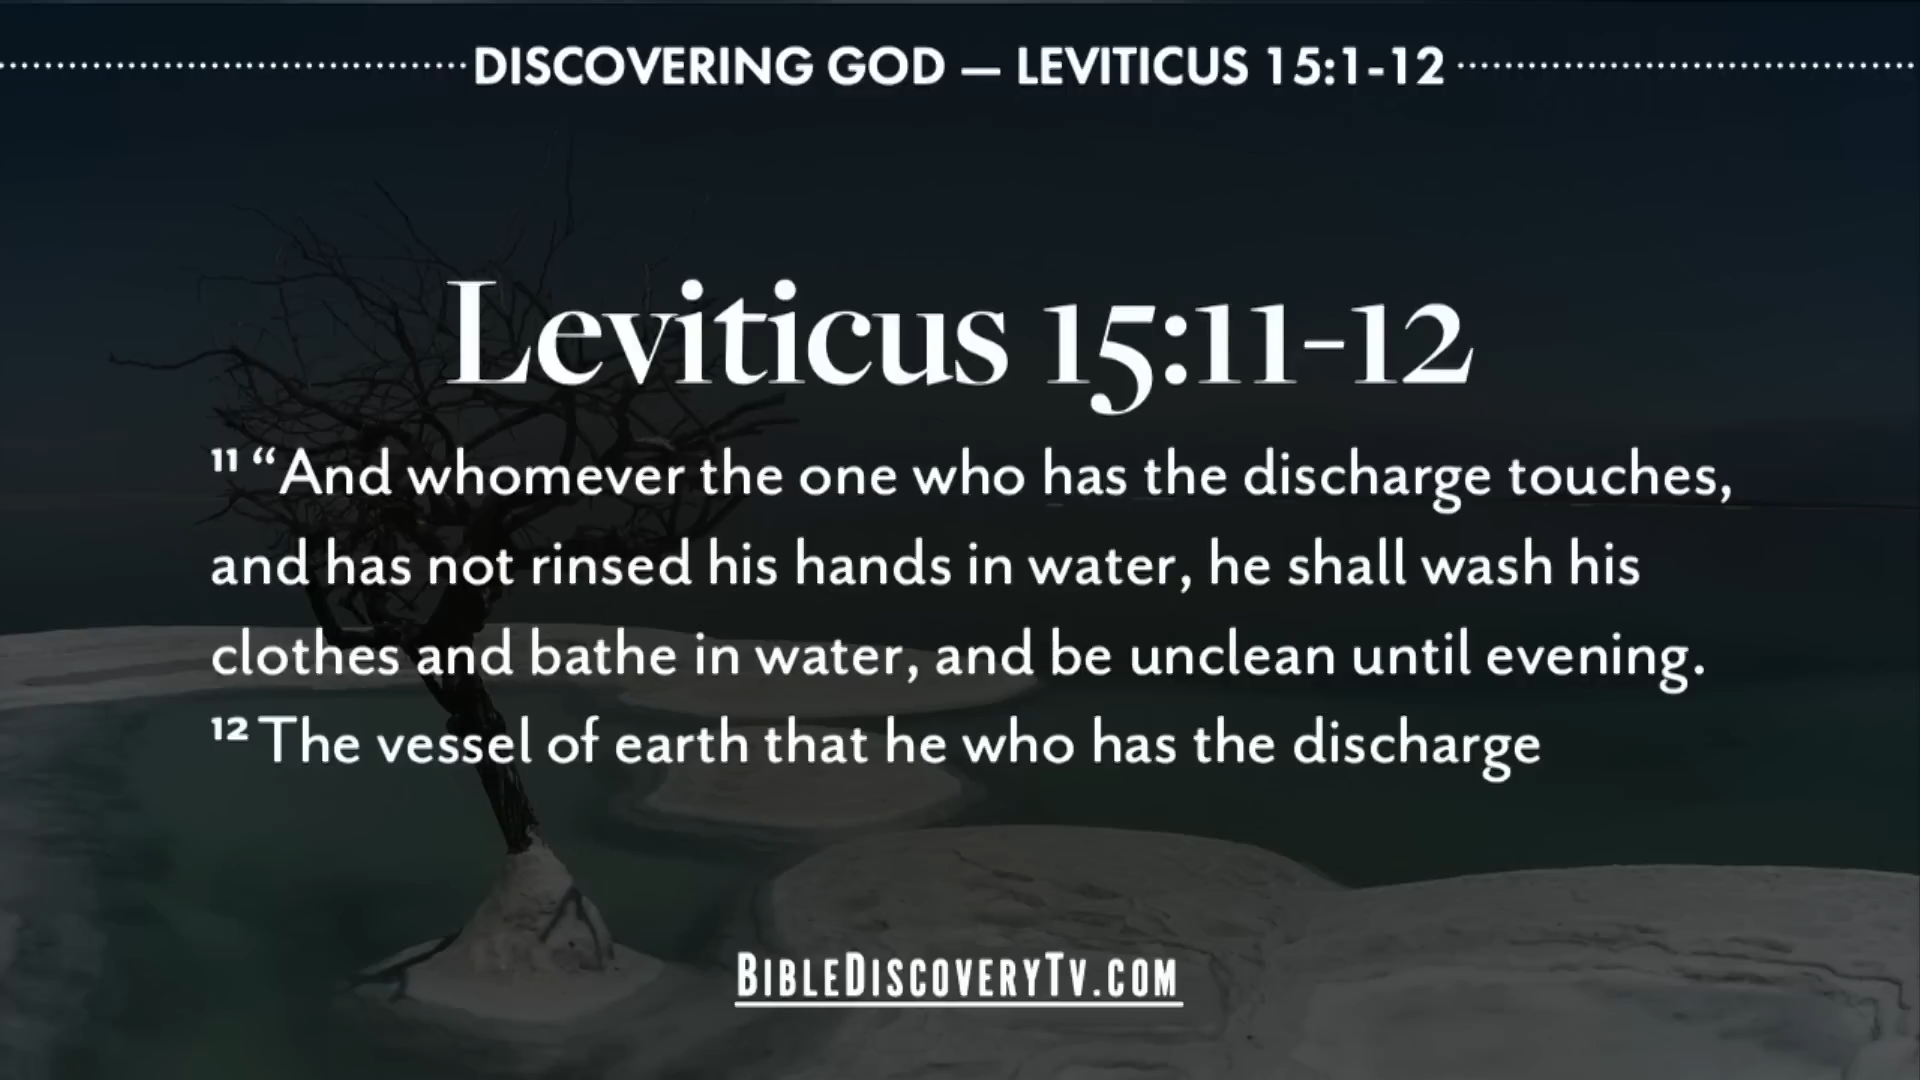 DISCOVERING GOD — LEVITICUS 15:1-12
Leviticus 15:11-12
¹¹ “And whomever the one who has the discharge touches,
and has not rinsed his hands in water, he shall wash his
clothes and bathe in water, and be unclean until evening.
¹² The vessel of earth that he who has the discharge
BIBLEDISCOVERYTV.COM